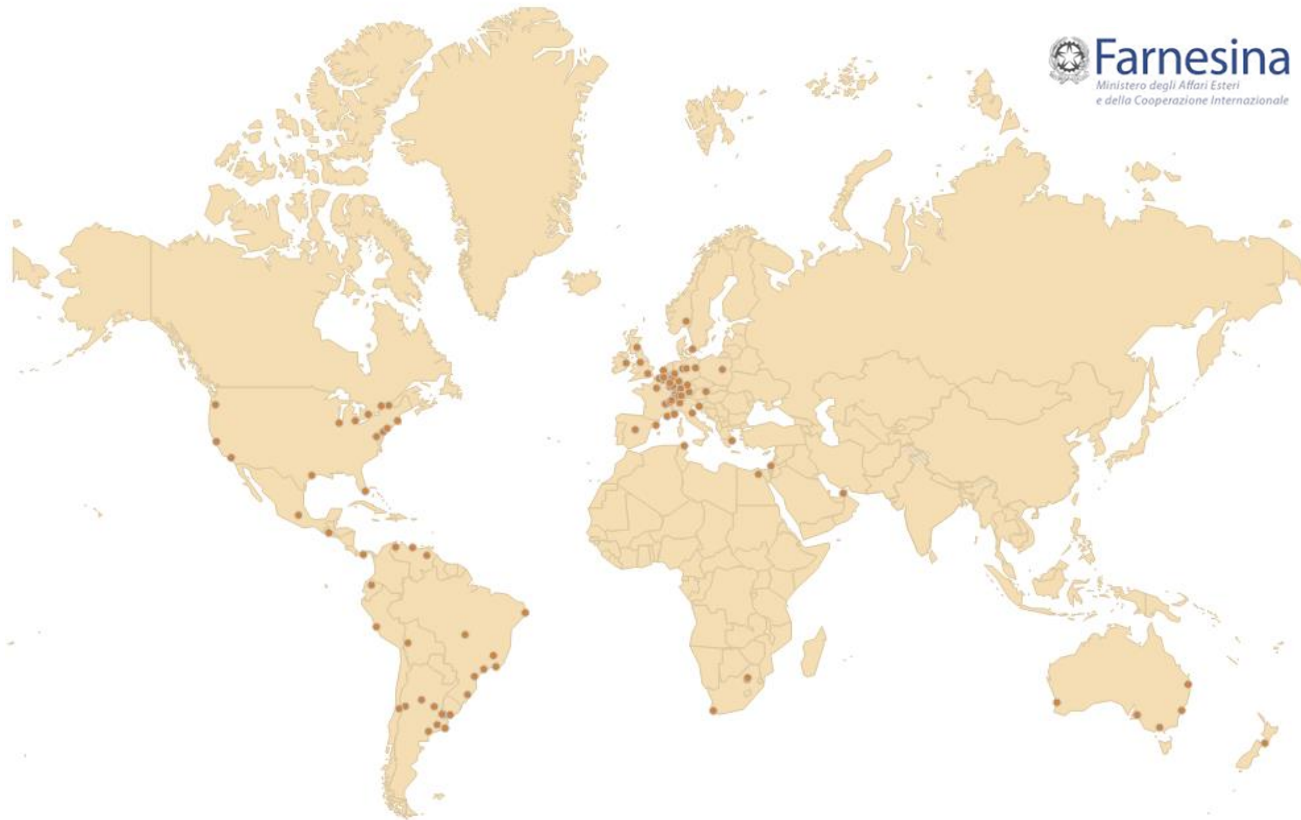 Farnesina
Ministero degli Affari Esteri
e della Cooperazione Internazionale